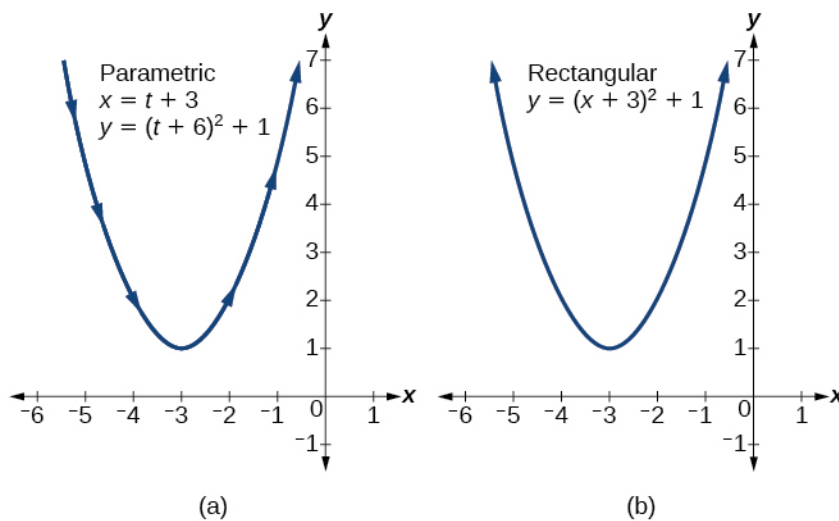 y
7
Parametric
x = t + 3
y = (t + 6)² + 1
6
5
4
3
2
1
−6 −5 −4 −3 −2 −1 0 1 x
−1
(a)
y
7
Rectangular
y = (x + 3)² + 1
6
5
4
3
2
1
−6 −5 −4 −3 −2 −1 0 1 x
−1
(b)